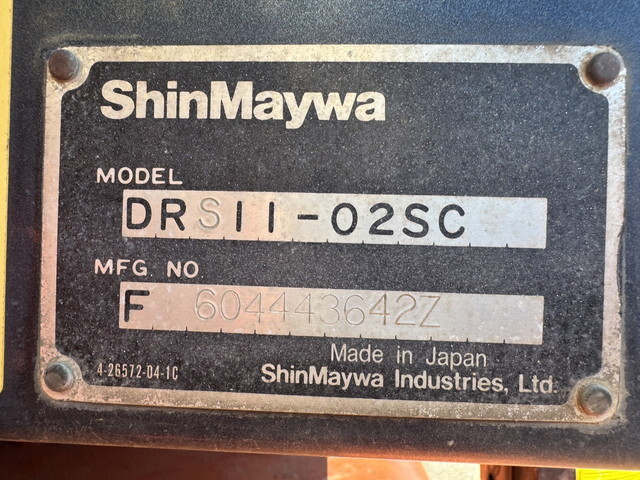 ShinMaywa
MODEL
DRS11-02SC
MFG. NO
F 604443642Z
Made in Japan
4-26572-04-1C
ShinMaywa Industries, Ltd.